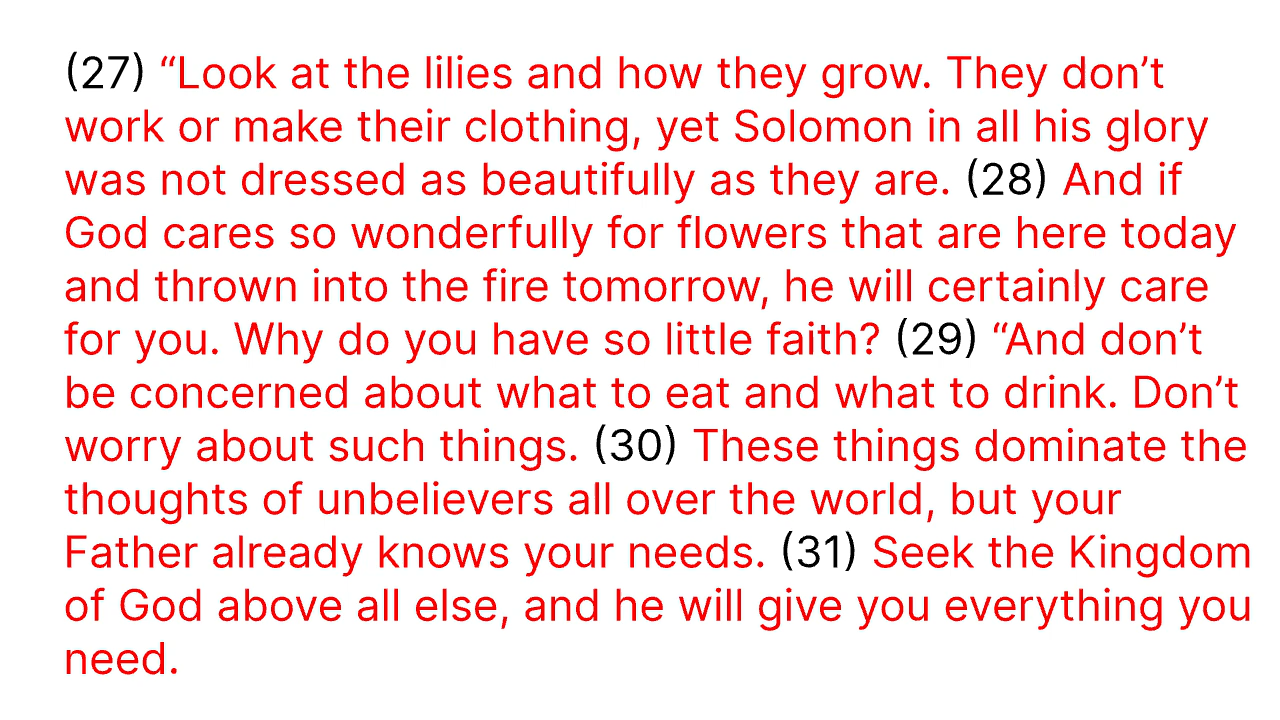 (27) “Look at the lilies and how they grow. They don’t
work or make their clothing, yet Solomon in all his glory
was not dressed as beautifully as they are. (28) And if
God cares so wonderfully for flowers that are here today
and thrown into the fire tomorrow, he will certainly care
for you. Why do you have so little faith? (29) “And don’t
be concerned about what to eat and what to drink. Don’t
worry about such things. (30) These things dominate the
thoughts of unbelievers all over the world, but your
Father already knows your needs. (31) Seek the Kingdom
of God above all else, and he will give you everything you
need.